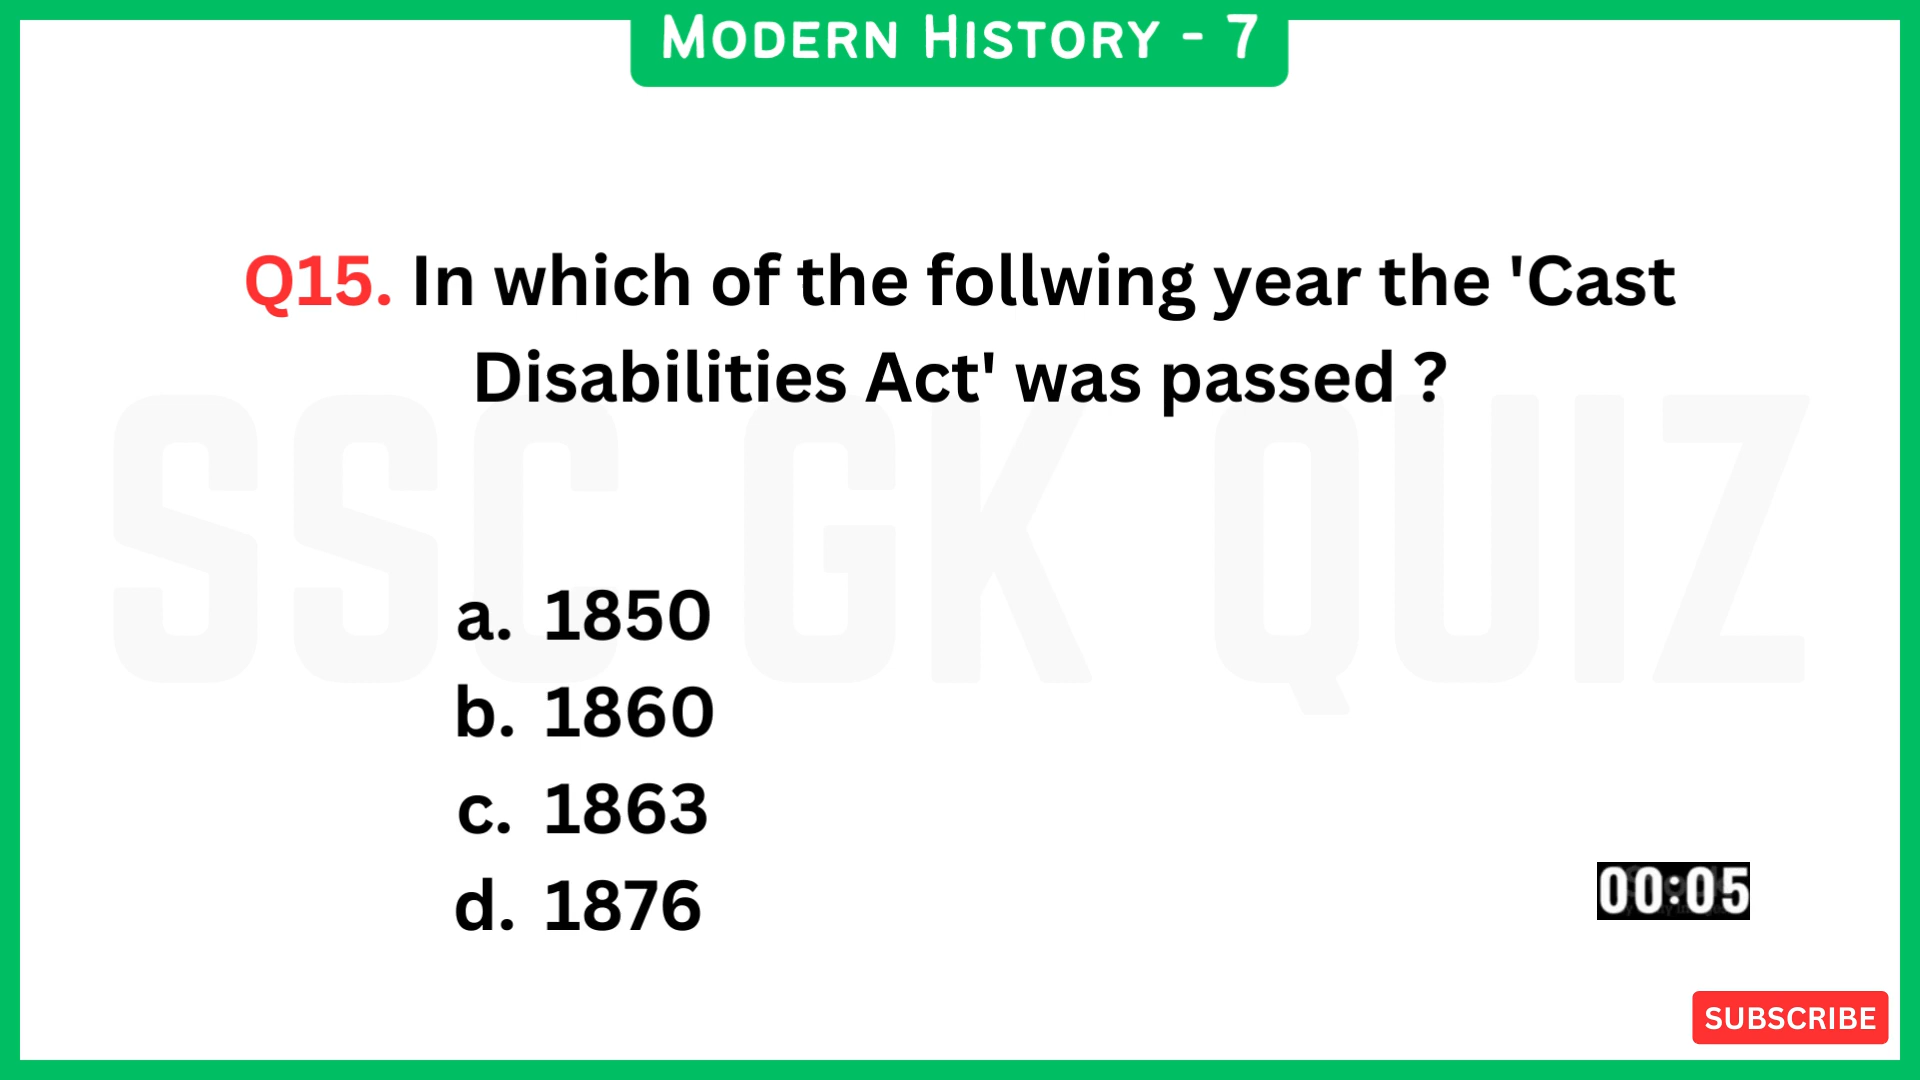 MODERN HISTORY - 7
Q15. In which of the follwing year the 'Cast
Disabilities Act' was passed ?
SSC GK QUIZ
a. 1850
b. 1860
c. 1863
d. 1876
00:05
SUBSCRIBE